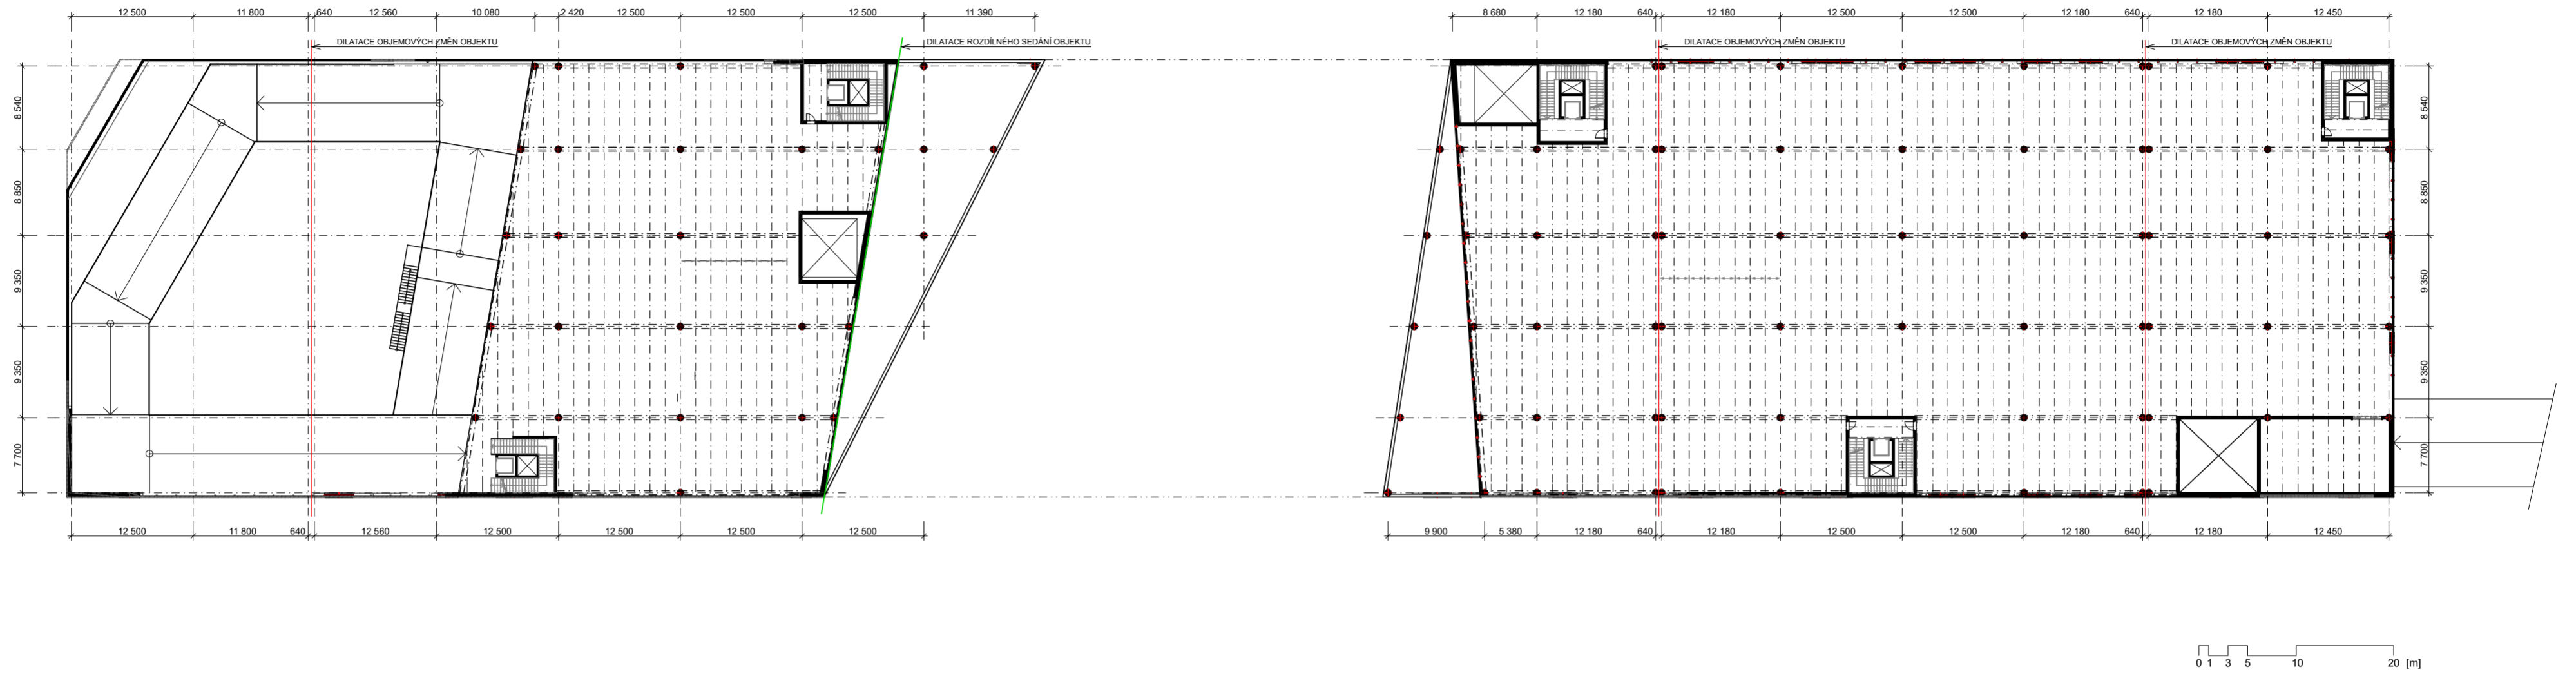 12 500 11 800 640 12 560 10 080 2 420 12 500 12 500 12 500 11 390 8 680 12 180 640 12 180 12 500 12 500 12 180 640 12 180 12 450
DILATACE OBJEMOVÝCH ZMĚN OBJEKTU DILATACE ROZDÍLNÉHO SEDÁNÍ OBJEKTU DILATACE OBJEMOVÝCH ZMĚN OBJEKTU DILATACE OBJEMOVÝCH ZMĚN OBJEKTU
8 540 8 540
8 850 8 850
9 350 9 350
9 350 9 350
7 700 7 700
12 500 11 800 640 12 560 12 500 12 500 12 500 12 500 9 900 5 380 12 180 640 12 180 12 500 12 500 12 180 640 12 180 12 450
0 1 3 5 10 20 [m]